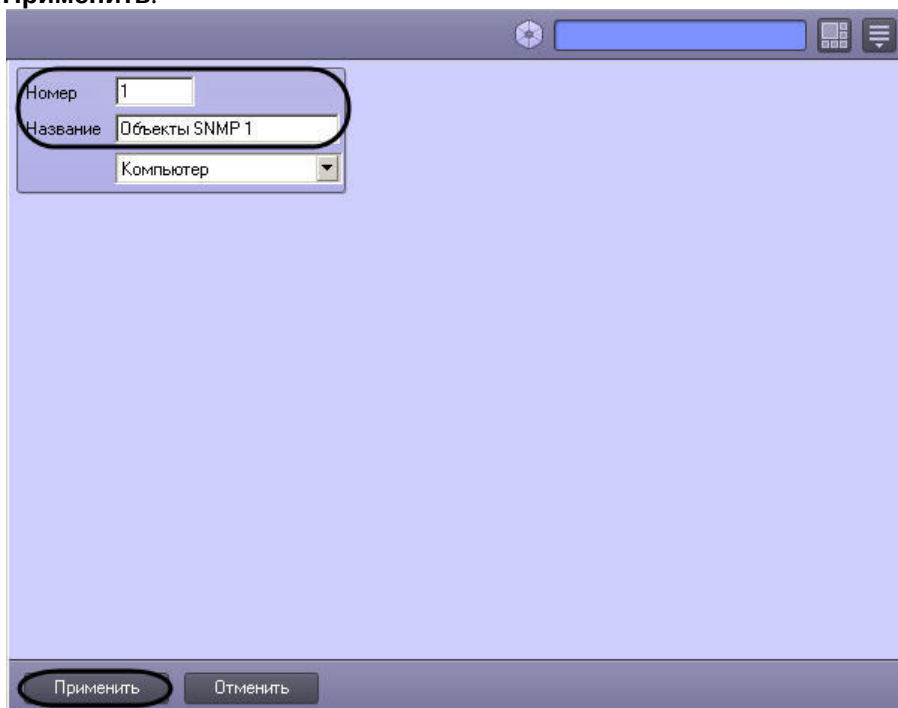 Применить.
Номер 1
Название Объекты SNMP 1
Компьютер
Применить Отменить